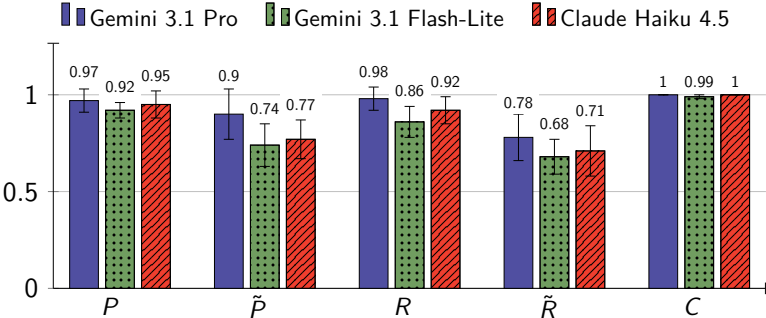 Gemini 3.1 Pro Gemini 3.1 Flash-Lite Claude Haiku 4.5
0.97 0.92 0.95 0.9 0.74 0.77 0.98 0.86 0.92 0.78 0.68 0.71 1 0.99 1
1
0.5
0
P P̃ R R̃ C